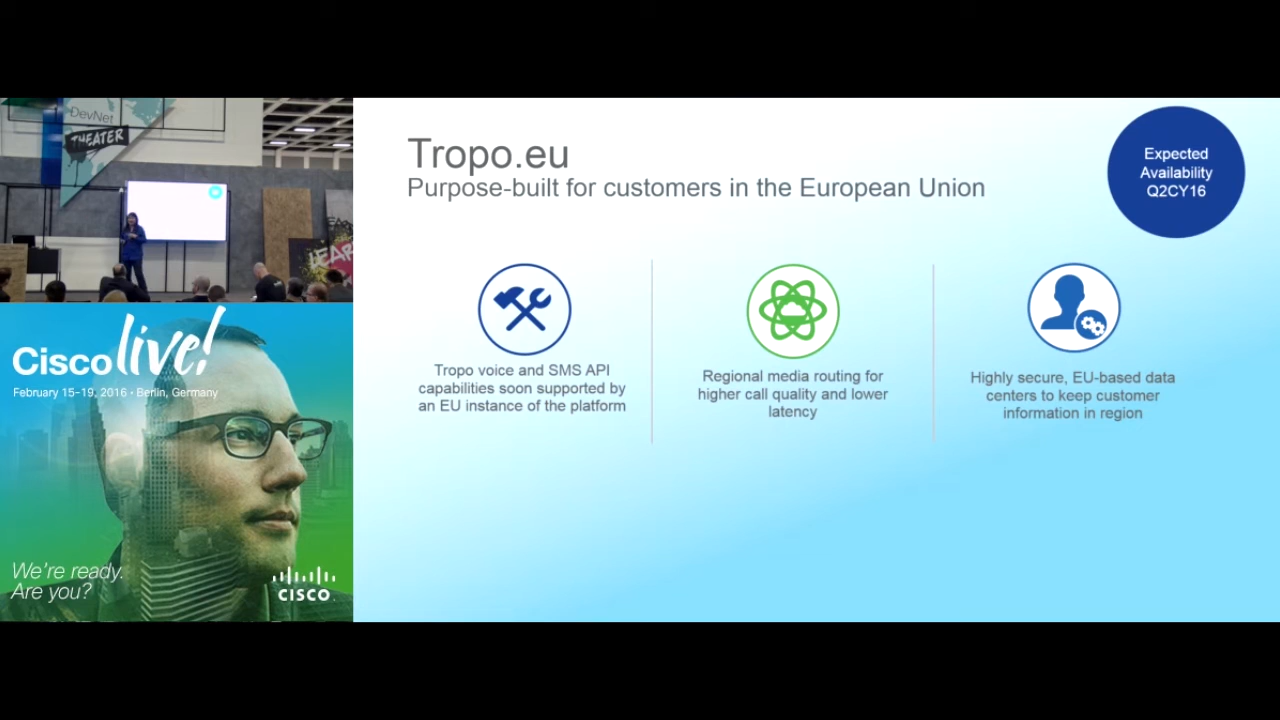 DevNet
THEATER
LEAR
Cisco live!
February 15-19, 2016 • Berlin, Germany
We're ready.
Are you?
cisco
Tropo.eu
Purpose-built for customers in the European Union
Expected
Availability
Q2CY16
Tropo voice and SMS API
capabilities soon supported by
an EU instance of the platform
Regional media routing for
higher call quality and lower
latency
Highly secure, EU-based data
centers to keep customer
information in region